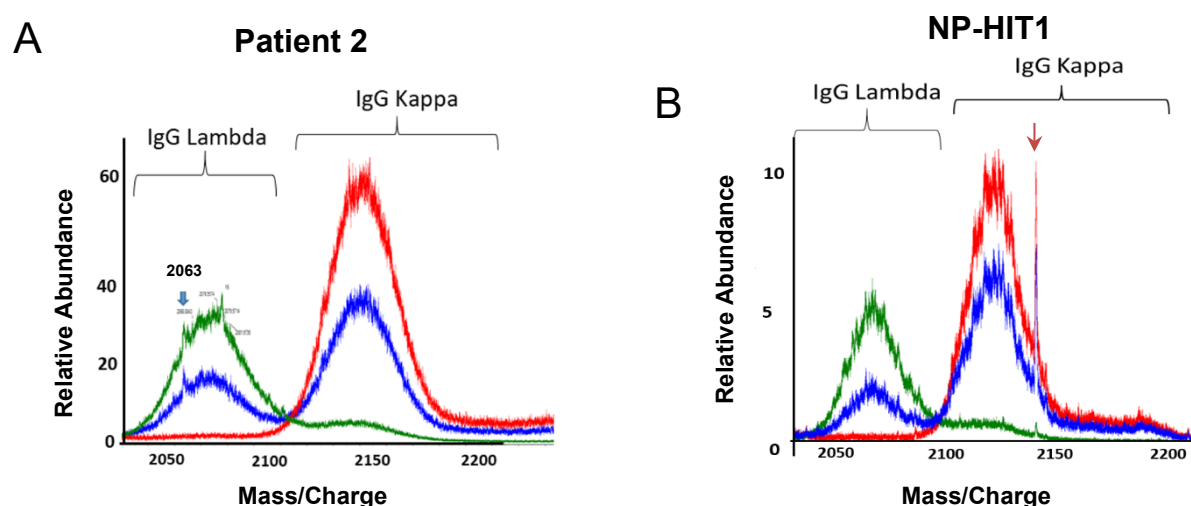 A
Patient 2
IgG Kappa
IgG Lambda
2063
60
40
20
0
2050 2100 2150 2200
Relative Abundance
Mass/Charge
B
NP-HIT1
IgG Kappa
IgG Lambda
10
5
0
2050 2100 2150 2200
Relative Abundance
Mass/Charge